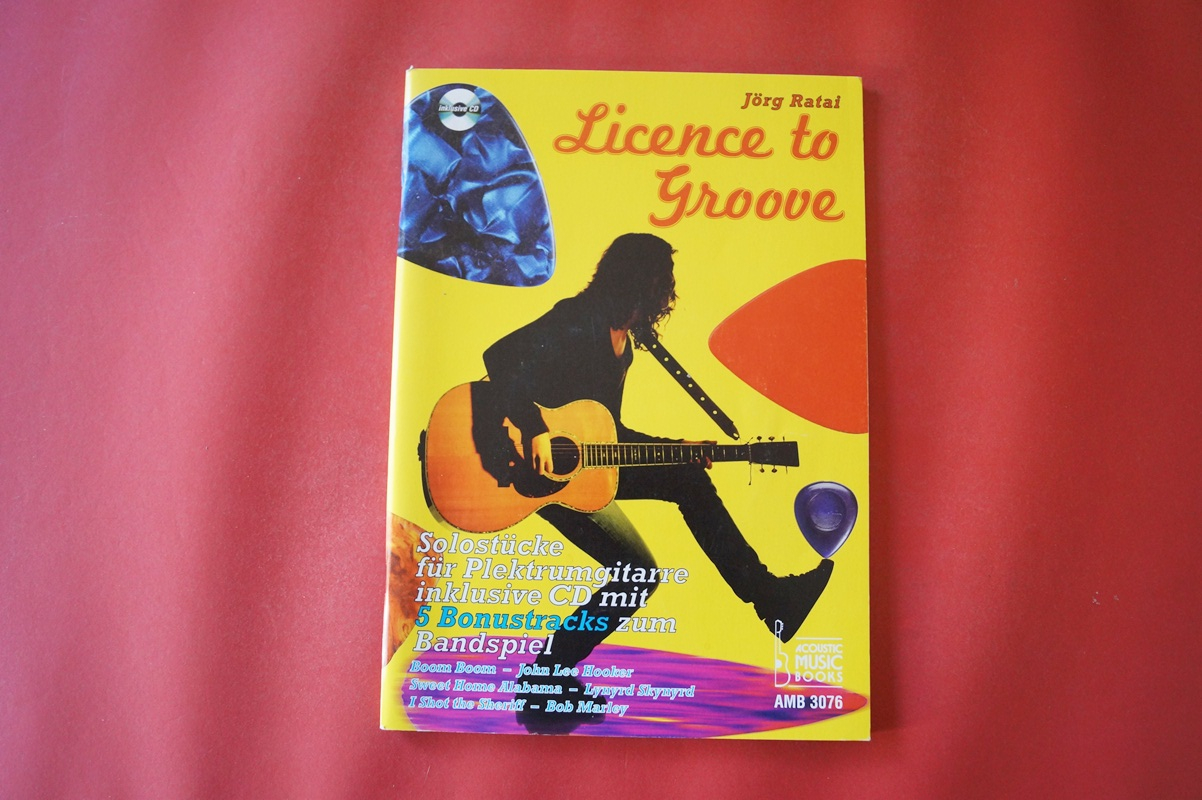 inklusive CD
Jörg Ratai
Licence to
Groove
Solostücke
für Plektrumgitarre
inklusive CD mit
5 Bonustracks zum
Bandspiel
Boom Boom – John Lee Hooker
Sweet Home Alabama – Lynyrd Skynyrd
I Shot the Sheriff – Bob Marley
ACOUSTIC
MUSIC
BOOKS
AMB 3076